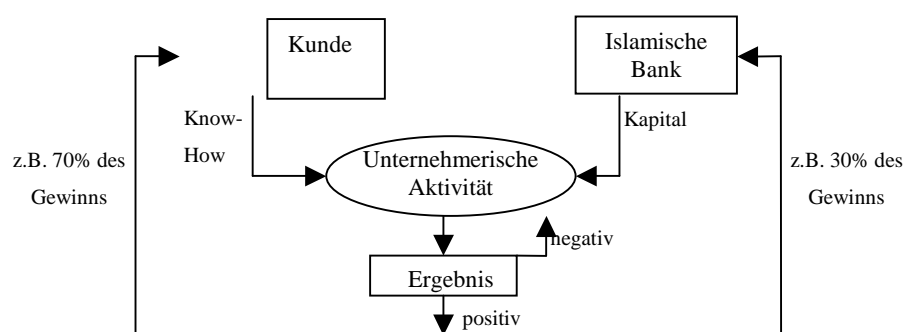 Kunde
Islamische
Bank
Know-
How
Kapital
z.B. 70% des
Gewinns
Unternehmerische
Aktivität
z.B. 30% des
Gewinns
negativ
Ergebnis
positiv